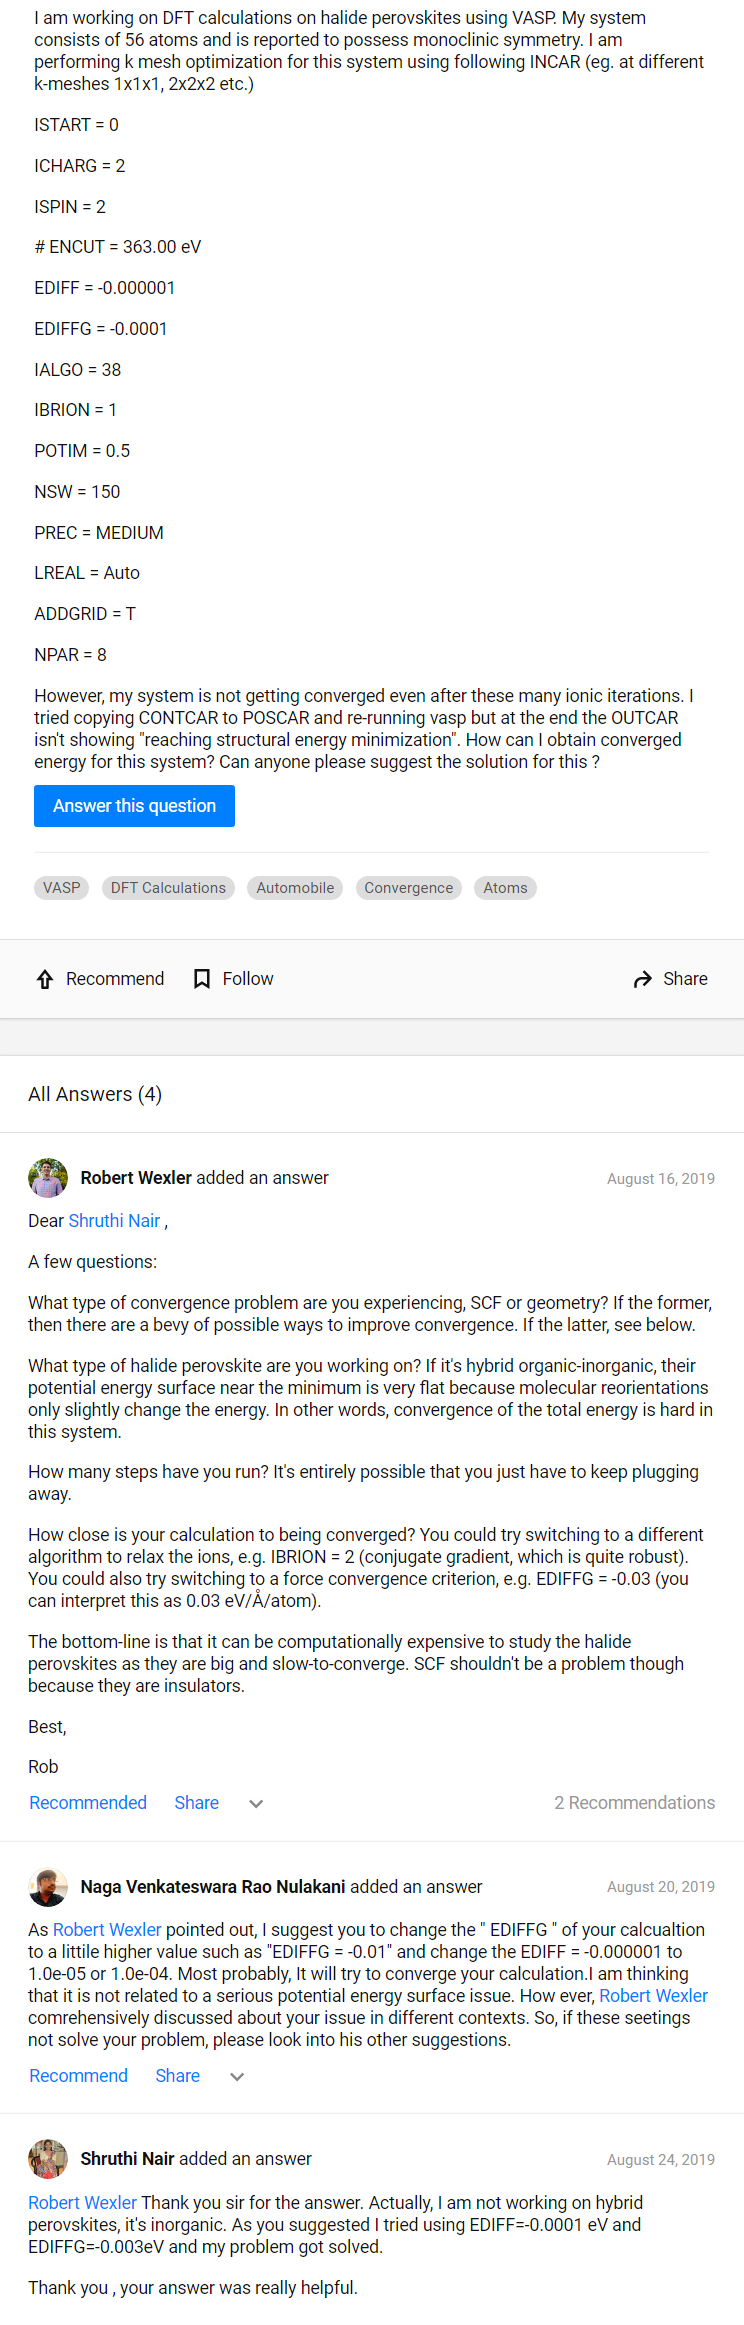 I am working on DFT calculations on halide perovskites using VASP. My system
consists of 56 atoms and is reported to possess monoclinic symmetry. I am
performing k mesh optimization for this system using following INCAR (eg. at different
k-meshes 1x1x1, 2x2x2 etc.)
ISTART = 0
ICHARG = 2
ISPIN = 2
# ENCUT = 363.00 eV
EDIFF = -0.000001
EDIFFG = -0.0001
IALGO = 38
IBRION = 1
POTIM = 0.5
NSW = 150
PREC = MEDIUM
LREAL = Auto
ADDGRID = T
NPAR = 8
However, my system is not getting converged even after these many ionic iterations. I
tried copying CONTCAR to POSCAR and re-running vasp but at the end the OUTCAR
isn't showing "reaching structural energy minimization". How can I obtain converged
energy for this system? Can anyone please suggest the solution for this ?
Answer this question
VASP DFT Calculations Automobile Convergence Atoms
Recommend Follow Share
All Answers (4)
Robert Wexler added an answer August 16, 2019
Dear Shruthi Nair ,
A few questions:
What type of convergence problem are you experiencing, SCF or geometry? If the former,
then there are a bevy of possible ways to improve convergence. If the latter, see below.
What type of halide perovskite are you working on? If it's hybrid organic-inorganic, their
potential energy surface near the minimum is very flat because molecular reorientations
only slightly change the energy. In other words, convergence of the total energy is hard in
this system.
How many steps have you run? It's entirely possible that you just have to keep plugging
away.
How close is your calculation to being converged? You could try switching to a different
algorithm to relax the ions, e.g. IBRION = 2 (conjugate gradient, which is quite robust).
You could also try switching to a force convergence criterion, e.g. EDIFFG = -0.03 (you
can interpret this as 0.03 eV/Å/atom).
The bottom-line is that it can be computationally expensive to study the halide
perovskites as they are big and slow-to-converge. SCF shouldn't be a problem though
because they are insulators.
Best,
Rob
Recommended Share 2 Recommendations
Naga Venkateswara Rao Nulakani added an answer August 20, 2019
As Robert Wexler pointed out, I suggest you to change the " EDIFFG " of your calcualtion
to a littile higher value such as "EDIFFG = -0.01" and change the EDIFF = -0.000001 to
1.0e-05 or 1.0e-04. Most probably, It will try to converge your calculation.I am thinking
that it is not related to a serious potential energy surface issue. How ever, Robert Wexler
comrehensively discussed about your issue in different contexts. So, if these seetings
not solve your problem, please look into his other suggestions.
Recommend Share
Shruthi Nair added an answer August 24, 2019
Robert Wexler Thank you sir for the answer. Actually, I am not working on hybrid
perovskites, it's inorganic. As you suggested I tried using EDIFF=-0.0001 eV and
EDIFFG=-0.003eV and my problem got solved.
Thank you , your answer was really helpful.